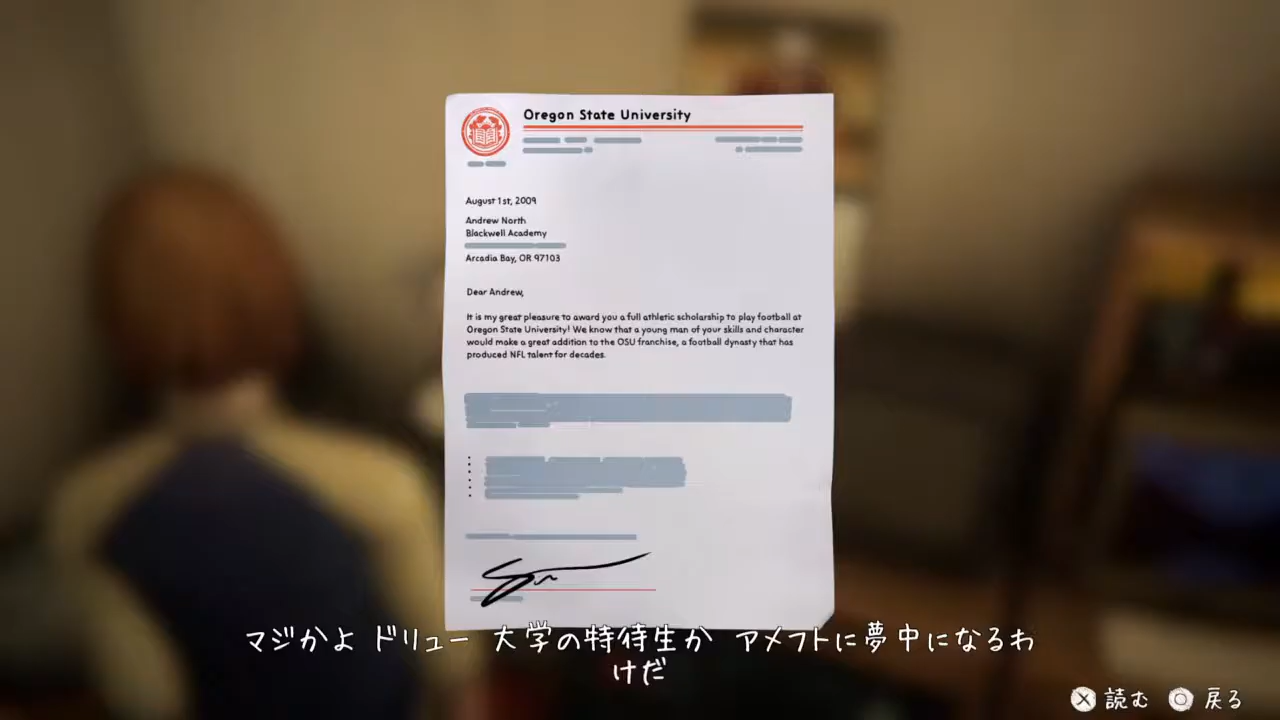 Oregon State University
August 1st, 2009
Andrew North
Blackwell Academy
Arcadia Bay, OR 97103
Dear Andrew,
It is my great pleasure to award you a full athletic scholarship to play football at
Oregon State University! We know that a young man of your skills and character
would make a great addition to the OSU franchise, a football dynasty that has
produced NFL talent for decades.
マジかよ ドリュー 大学の特待生か アメフトに夢中になるわ
けだ
読む 戻る